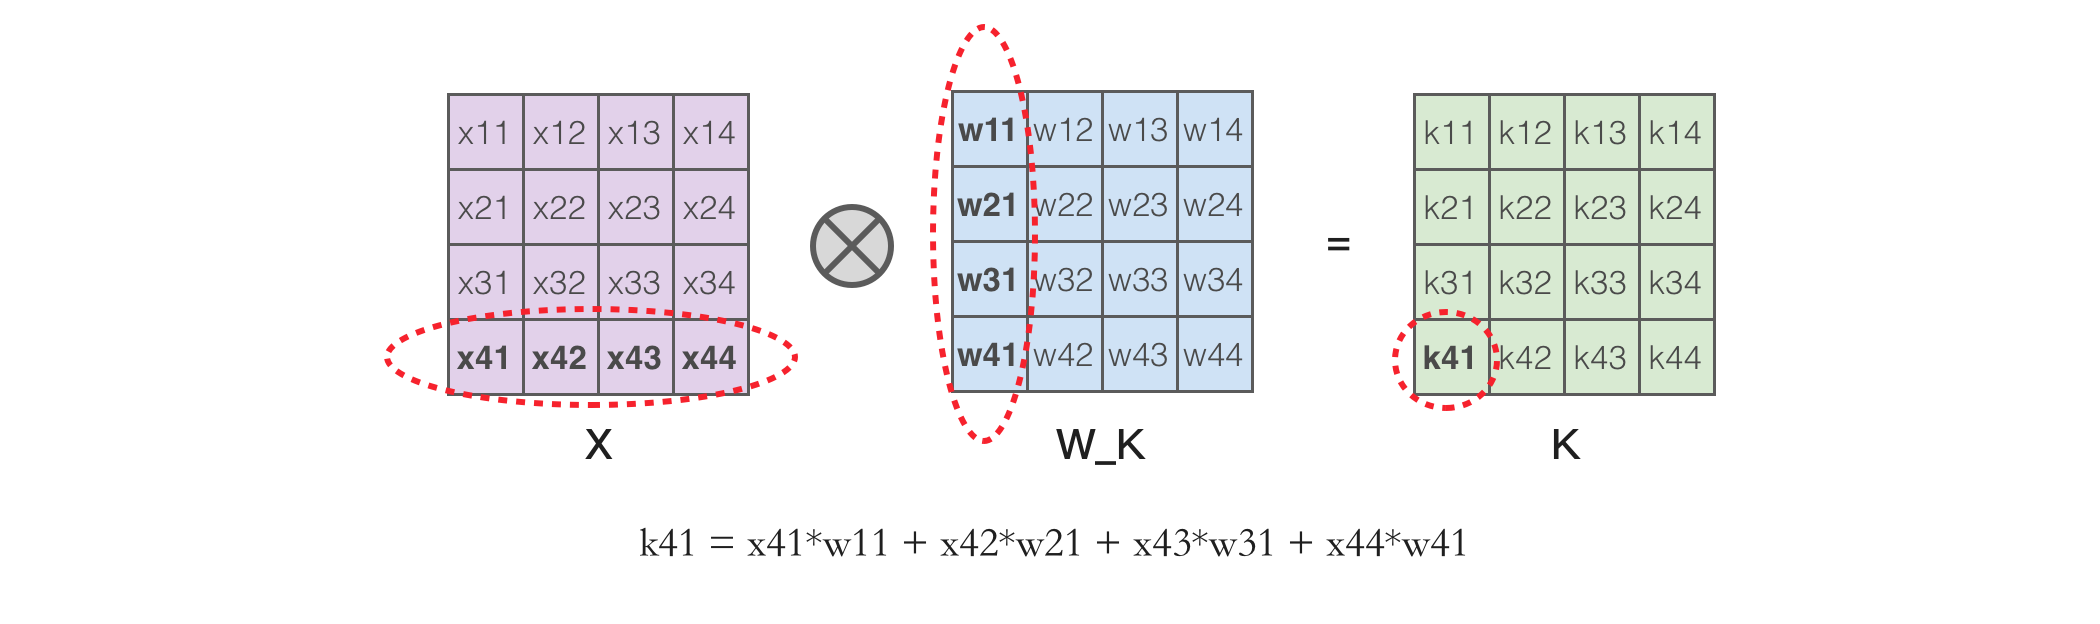 x11 x12 x13 x14 w11 w12 w13 w14 k11 k12 k13 k14
x21 x22 x23 x24 w21 w22 w23 w24 = k21 k22 k23 k24
x31 x32 x33 x34 w31 w32 w33 w34 k31 k32 k33 k34
x41 x42 x43 x44 w41 w42 w43 w44 k41 k42 k43 k44
X W_K K
k41 = x41*w11 + x42*w21 + x43*w31 + x44*w41